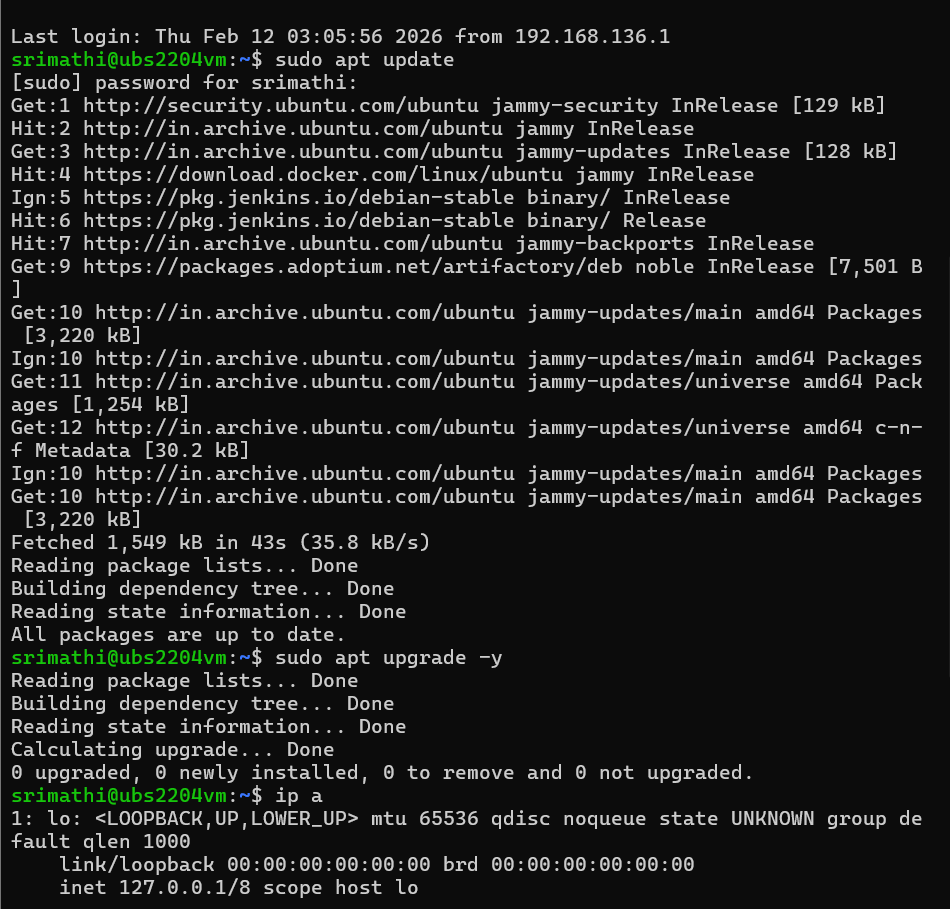 Last login: Thu Feb 12 03:05:56 2026 from 192.168.136.1
srimathi@ubs2204vm:~$ sudo apt update
[sudo] password for srimathi:
Get:1 http://security.ubuntu.com/ubuntu jammy-security InRelease [129 kB]
Hit:2 http://in.archive.ubuntu.com/ubuntu jammy InRelease
Get:3 http://in.archive.ubuntu.com/ubuntu jammy-updates InRelease [128 kB]
Hit:4 https://download.docker.com/linux/ubuntu jammy InRelease
Ign:5 https://pkg.jenkins.io/debian-stable binary/ InRelease
Hit:6 https://pkg.jenkins.io/debian-stable binary/ Release
Hit:7 http://in.archive.ubuntu.com/ubuntu jammy-backports InRelease
Get:9 https://packages.adoptium.net/artifactory/deb noble InRelease [7,501 B
]
Get:10 http://in.archive.ubuntu.com/ubuntu jammy-updates/main amd64 Packages
 [3,220 kB]
Ign:10 http://in.archive.ubuntu.com/ubuntu jammy-updates/main amd64 Packages
Get:11 http://in.archive.ubuntu.com/ubuntu jammy-updates/universe amd64 Pack
ages [1,254 kB]
Get:12 http://in.archive.ubuntu.com/ubuntu jammy-updates/universe amd64 c-n-
f Metadata [30.2 kB]
Ign:10 http://in.archive.ubuntu.com/ubuntu jammy-updates/main amd64 Packages
Get:10 http://in.archive.ubuntu.com/ubuntu jammy-updates/main amd64 Packages
 [3,220 kB]
Fetched 1,549 kB in 43s (35.8 kB/s)
Reading package lists... Done
Building dependency tree... Done
Reading state information... Done
All packages are up to date.
srimathi@ubs2204vm:~$ sudo apt upgrade -y
Reading package lists... Done
Building dependency tree... Done
Reading state information... Done
Calculating upgrade... Done
0 upgraded, 0 newly installed, 0 to remove and 0 not upgraded.
srimathi@ubs2204vm:~$ ip a
1: lo: <LOOPBACK,UP,LOWER_UP> mtu 65536 qdisc noqueue state UNKNOWN group de
fault qlen 1000
    link/loopback 00:00:00:00:00:00 brd 00:00:00:00:00:00
    inet 127.0.0.1/8 scope host lo